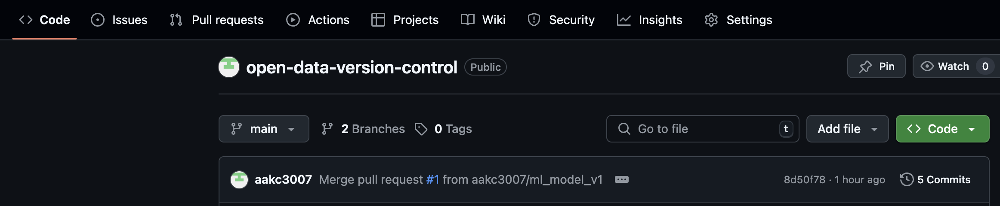 Code Issues Pull requests Actions Projects Wiki Security Insights Settings
open-data-version-control Public Pin Watch 0
main 2 Branches 0 Tags Go to file t Add file Code
aakc3007 Merge pull request #1 from aakc3007/ml_model_v1 8d50f78 · 1 hour ago 5 Commits